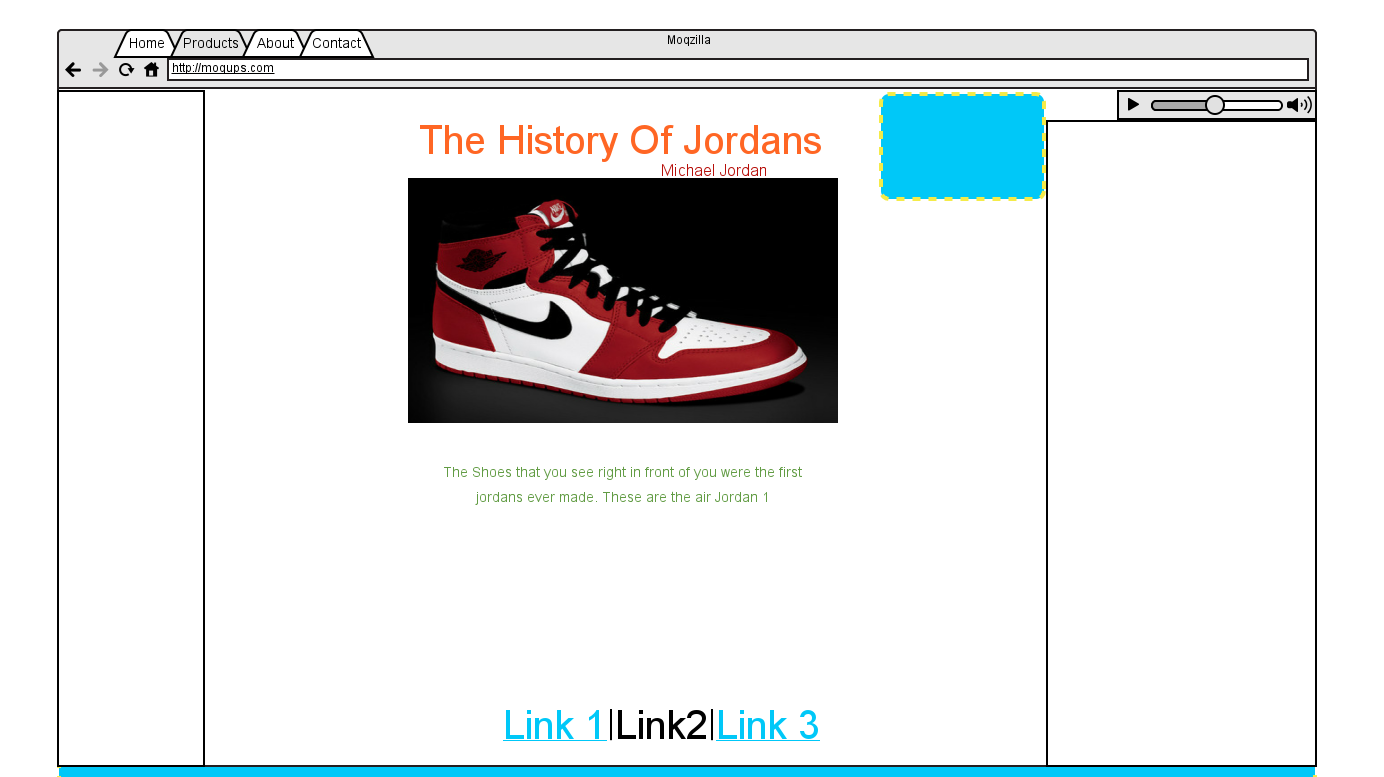 Moqzilla
Home Products About Contact
http://moqups.com
The History Of Jordans
Michael Jordan
The Shoes that you see right in front of you were the first
jordans ever made. These are the air Jordan 1
Link 1|Link2|Link 3